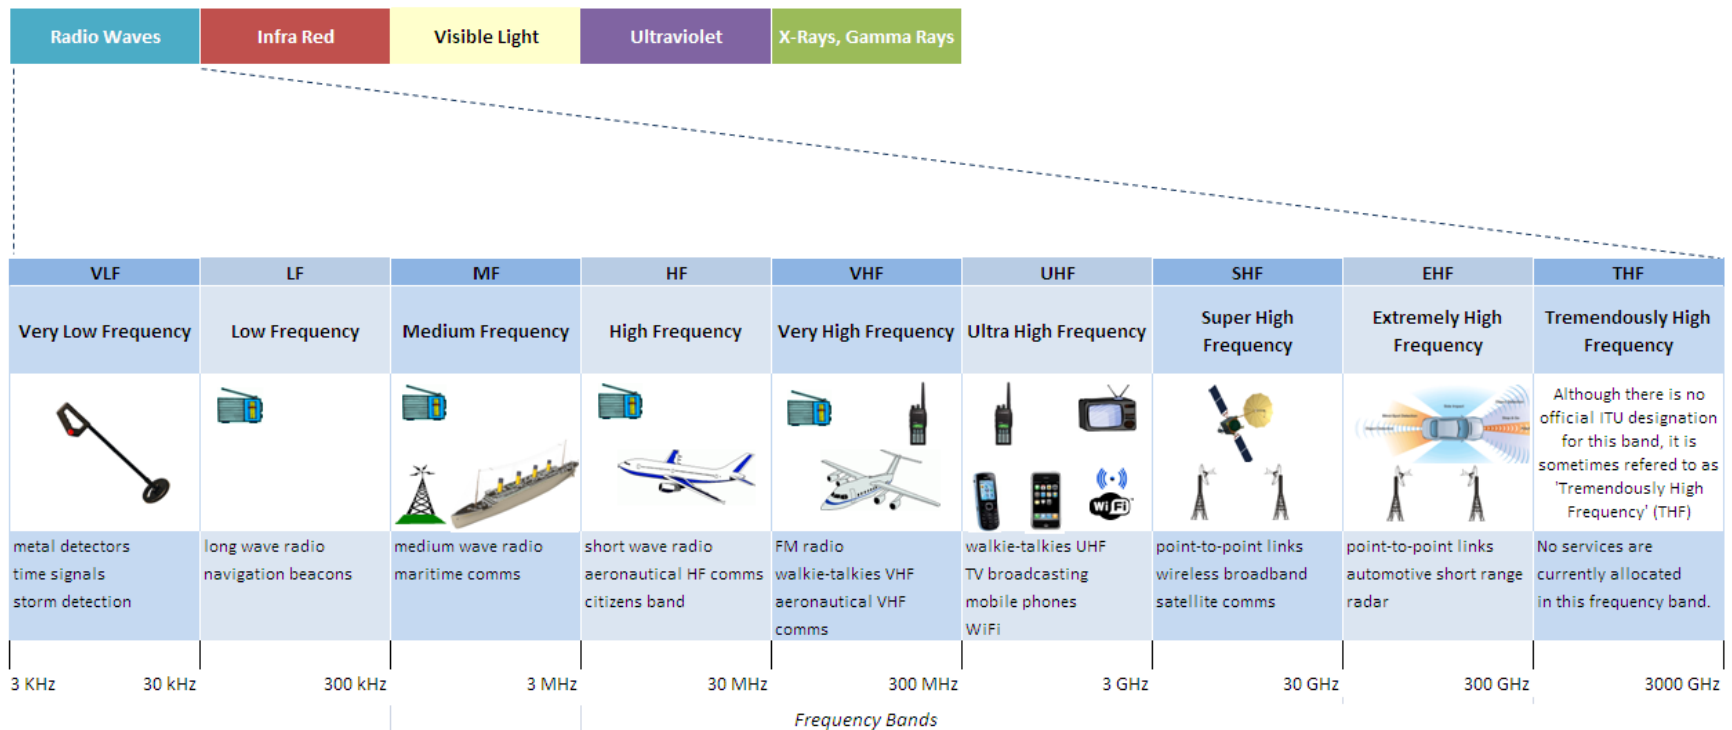 Radio Waves
Infra Red
Visible Light
Ultraviolet
X-Rays, Gamma Rays
VLF
LF
MF
HF
VHF
UHF
SHF
EHF
THF
Very Low Frequency
Low Frequency
Medium Frequency
High Frequency
Very High Frequency
Ultra High Frequency
Super High
Frequency
Extremely High
Frequency
Tremendously High
Frequency
Wi Fi
Although there is no
official ITU designation
for this band, it is
sometimes refered to as
'Tremendously High
Frequency' (THF)
metal detectors
time signals
storm detection
long wave radio
navigation beacons
medium wave radio
maritime comms
short wave radio
aeronautical HF comms
citizens band
FM radio
walkie-talkies VHF
aeronautical VHF
comms
walkie-talkies UHF
TV broadcasting
mobile phones
WiFi
point-to-point links
wireless broadband
satellite comms
point-to-point links
automotive short range
radar
No services are
currently allocated
in this frequency band.
3 KHz
30 kHz
300 kHz
3 MHz
30 MHz
300 MHz
3 GHz
30 GHz
300 GHz
3000 GHz
Frequency Bands